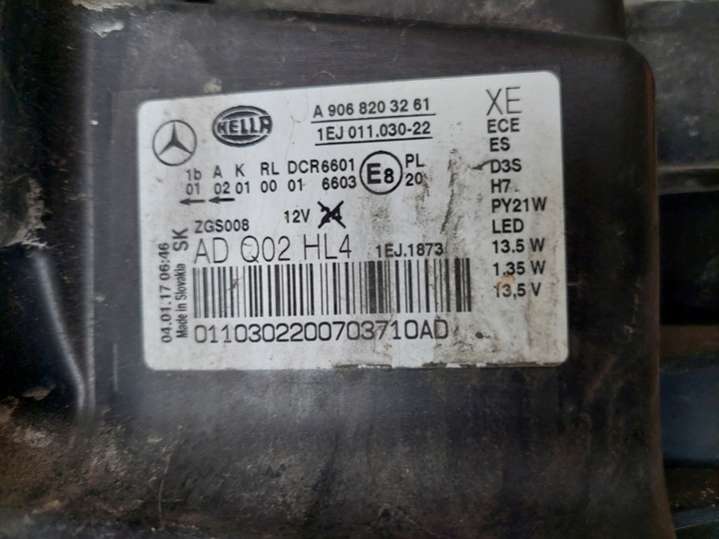 HELLA
A 906 820 32 61
1EJ 011.030-22
XE
ECE
ES
D3S
H7
PY21W
LED
13.5 W
1.35 W
13,5 V
1b A K RL DCR 6601
01 02 01 00 01 6603
E8
PL
20
ZGS008
12V 24
AD Q02 HL4
1EJ.1873
0110302200703710AD
04.01.17 06:46
Made in Slovakia
SK